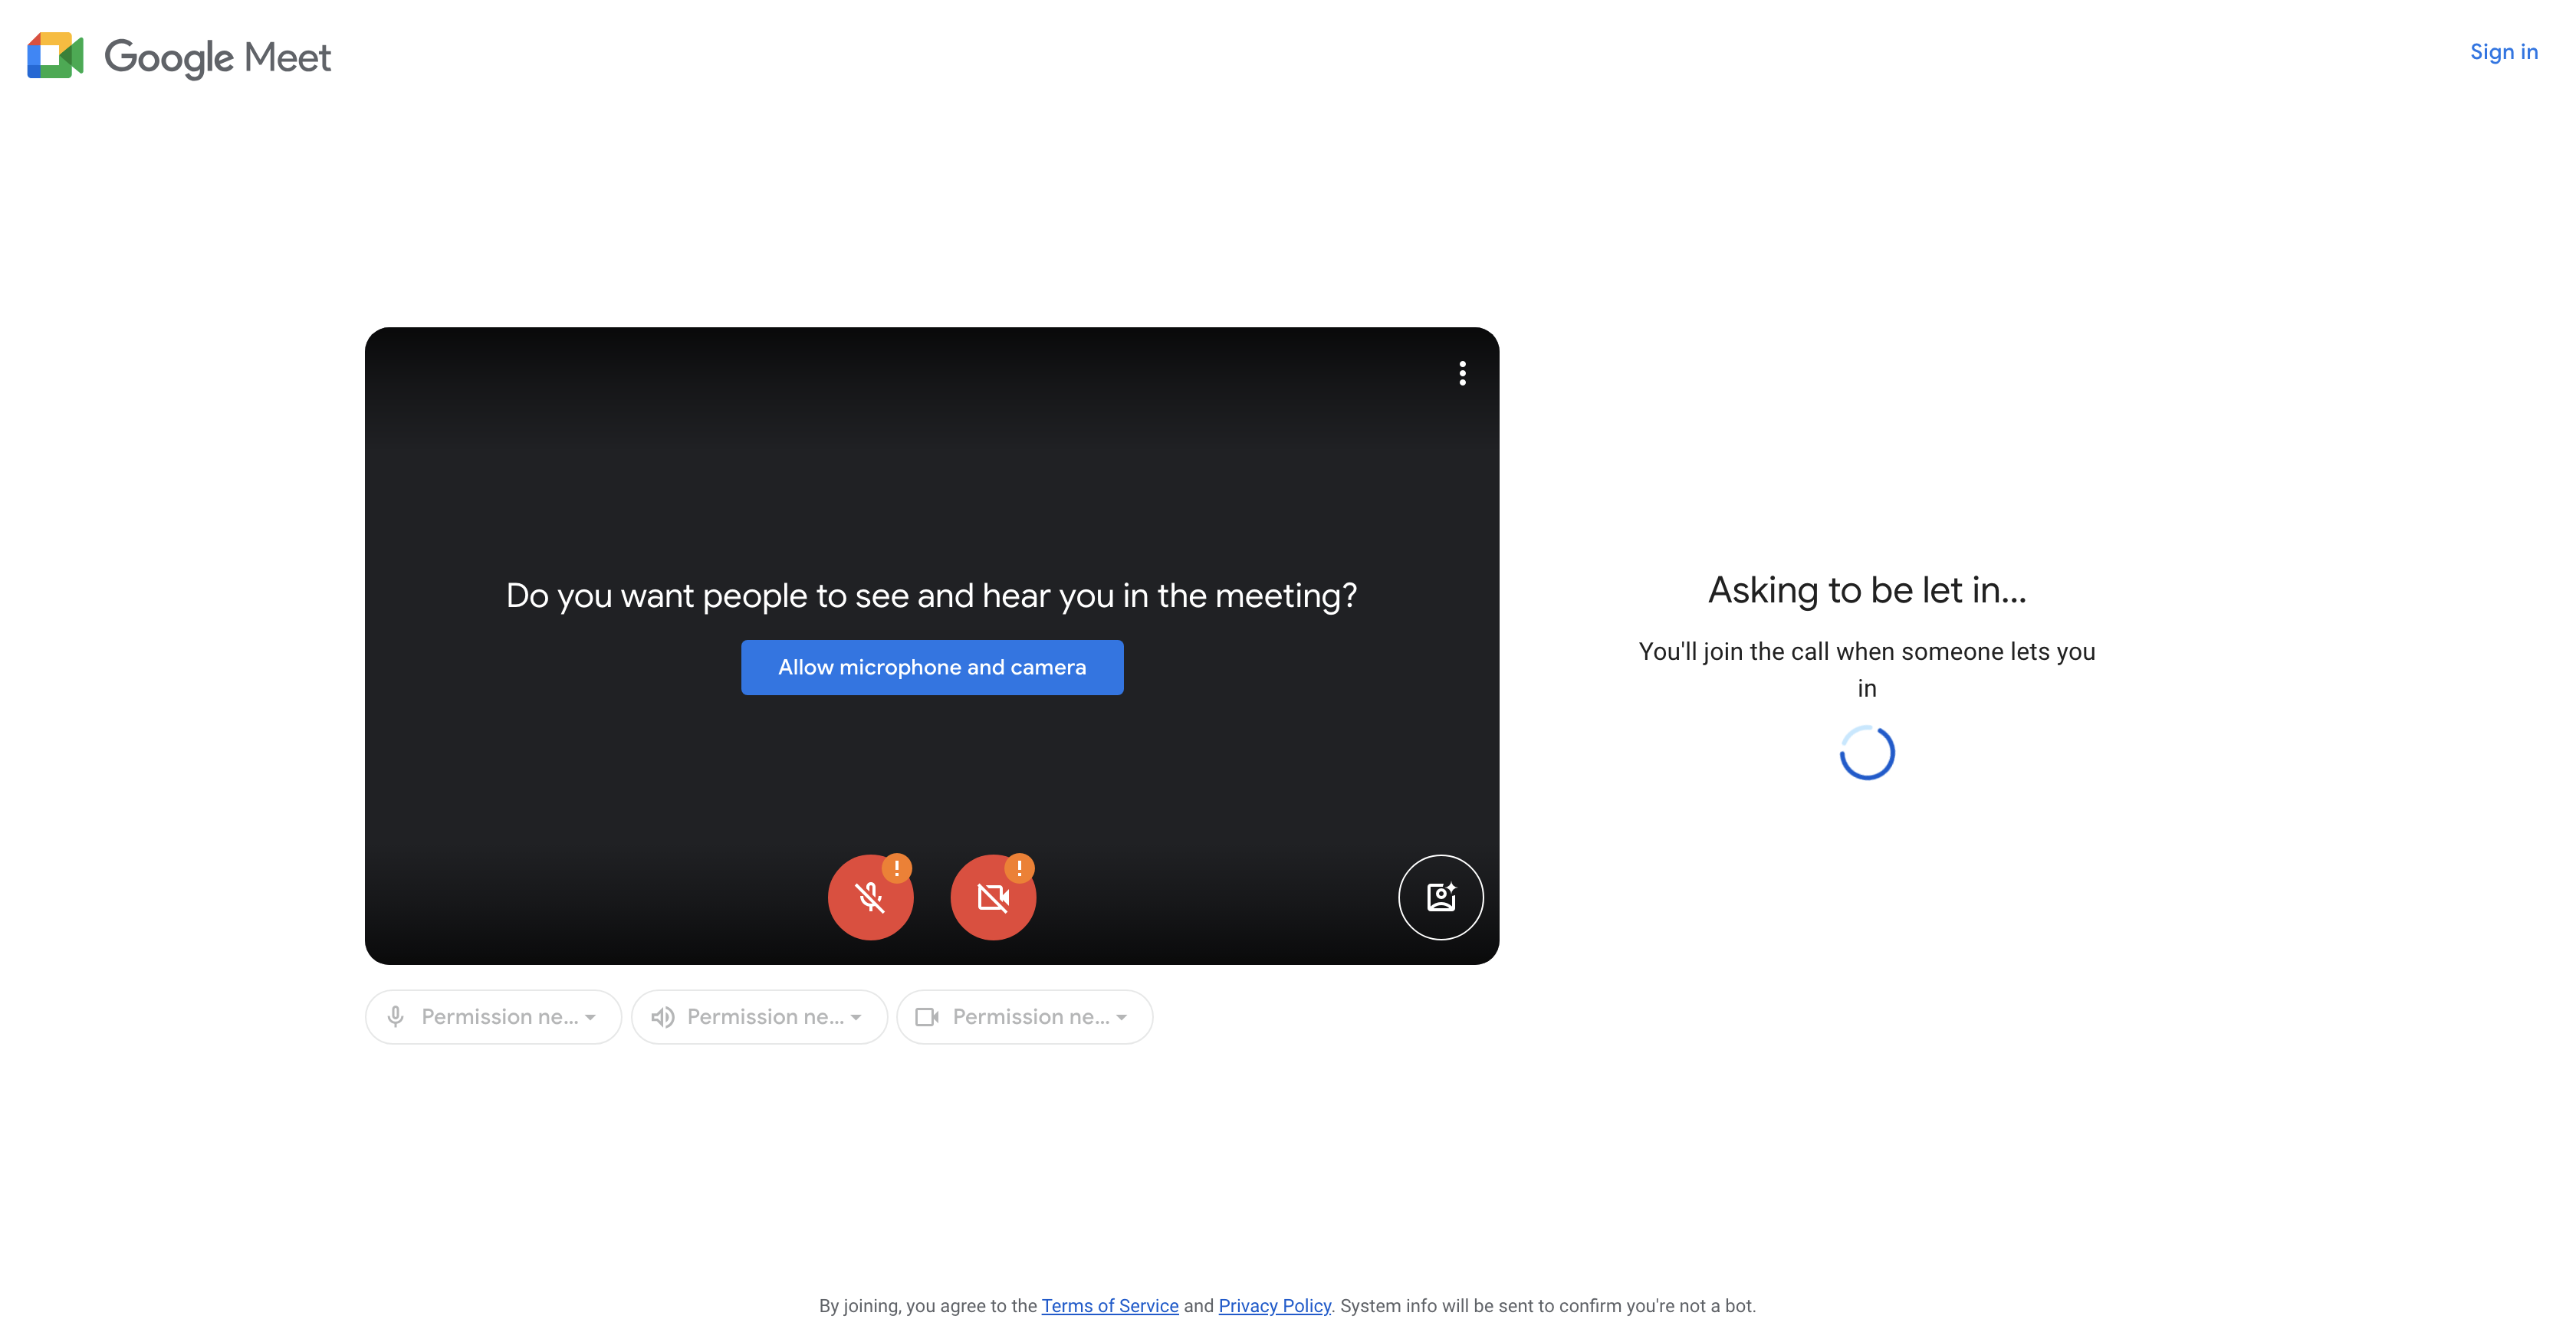 Google Meet
Sign in
Do you want people to see and hear you in the meeting?
Allow microphone and camera
Asking to be let in...
You'll join the call when someone lets you
in
Permission ne...
Permission ne...
Permission ne...
By joining, you agree to the Terms of Service and Privacy Policy. System info will be sent to confirm you're not a bot.